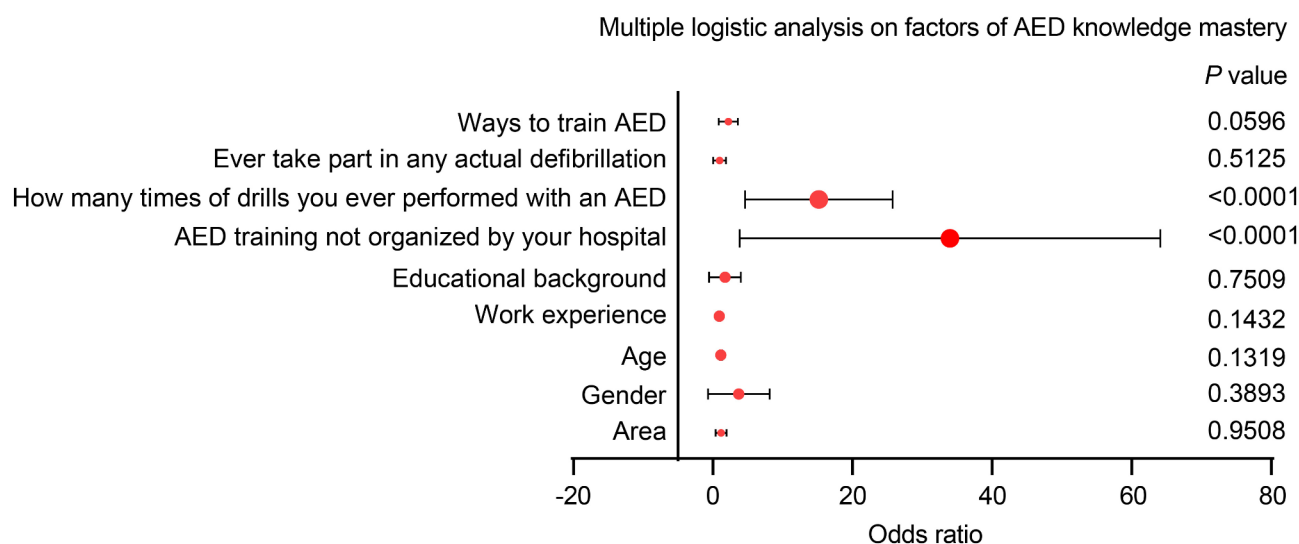 Multiple logistic analysis on factors of AED knowledge mastery
P value
Ways to train AED 0.0596
Ever take part in any actual defibrillation 0.5125
How many times of drills you ever performed with an AED <0.0001
AED training not organized by your hospital <0.0001
Educational background 0.7509
Work experience 0.1432
Age 0.1319
Gender 0.3893
Area 0.9508
-20 0 20 40 60 80
Odds ratio